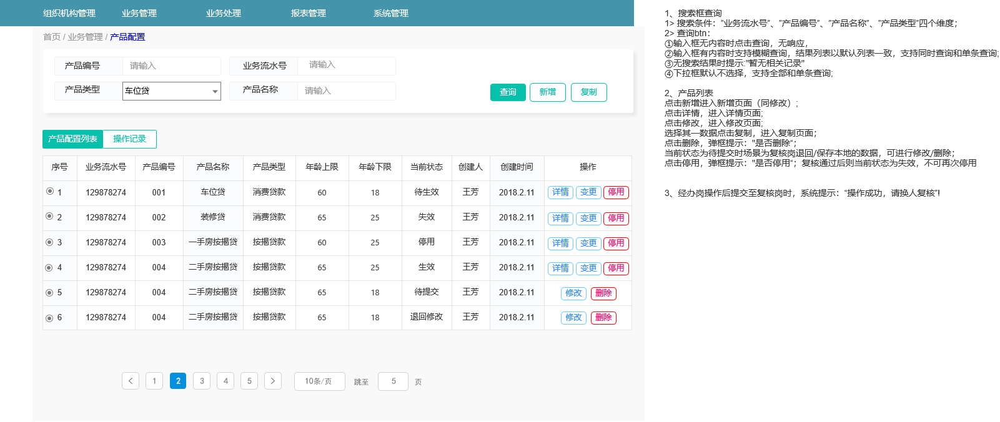 组织机构管理 业务管理 业务处理 报表管理 系统管理
首页 / 业务管理 / 产品配置
产品编号 请输入 业务流水号 请输入
产品类型 车位贷 产品名称 请输入 查询 新增 复制
产品配置列表 操作记录
序号 业务流水号 产品编号 产品名称 产品类型 年龄上限 年龄下限 当前状态 创建人 创建时间 操作
1 129878274 001 车位贷 消费贷款 60 18 待生效 王芳 2018.2.11 详情 变更 停用
2 129878274 002 装修贷 消费贷款 65 25 失效 王芳 2018.2.11 详情 变更 停用
3 129878274 003 一手房按揭贷 按揭贷款 60 25 停用 王芳 2018.2.11 详情 变更 停用
4 129878274 004 二手房按揭贷 按揭贷款 65 25 生效 王芳 2018.2.11 详情 变更 停用
5 129878274 004 二手房按揭贷 按揭贷款 65 18 待提交 王芳 2018.2.11 修改 删除
6 129878274 004 二手房按揭贷 按揭贷款 65 18 退回修改 王芳 2018.2.11 修改 删除
< 1 2 3 4 5 > 10条/页 跳至 5 页
1、搜索框查询
1> 搜索条件：”业务流水号”、”产品编号”、”产品名称”、”产品类型”四个维度；
2> 查询btn：
①输入框无内容时点击查询，无响应，
②输入框有内容时支持模糊查询，结果列表以默认列表一致，支持同时查询和单条查询;
③无搜索结果时提示:"暂无相关记录"
④下拉框默认不选择，支持全部和单条查询;
2、产品列表
点击新增进入新增页面（同修改）;
点击详情，进入详情页面;
点击修改，进入修改页面;
选择其一数据点击复制，进入复制页面；
点击删除，弹框提示："是否删除“；
当前状态为待提交时场景为复核岗退回/保存本地的数据，可进行修改/删除；
点击停用，弹框提示："是否停用“；复核通过后则当前状态为失效，不可再次停用
3、经办岗操作后提交至复核岗时，系统提示：“操作成功，请换人复核”!